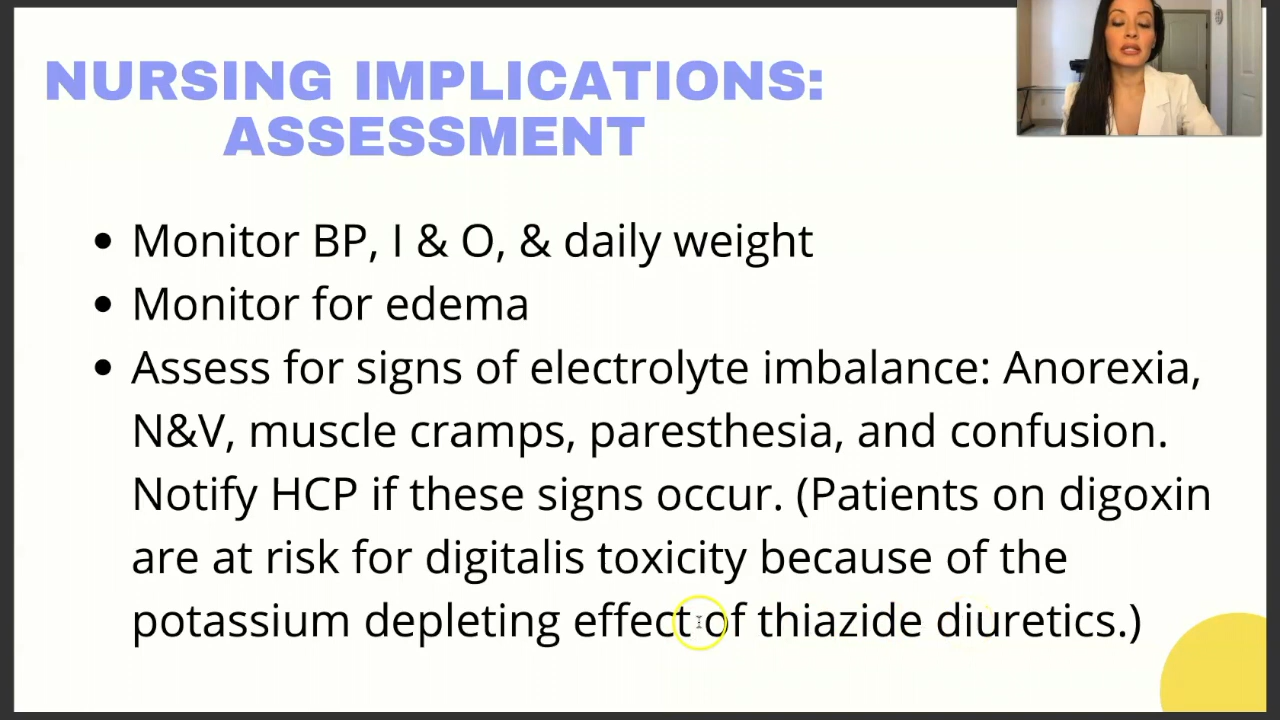 NURSING IMPLICATIONS:
ASSESSMENT
• Monitor BP, I & O, & daily weight
• Monitor for edema
• Assess for signs of electrolyte imbalance: Anorexia,
N&V, muscle cramps, paresthesia, and confusion.
Notify HCP if these signs occur. (Patients on digoxin
are at risk for digitalis toxicity because of the
potassium depleting effect of thiazide diuretics.)